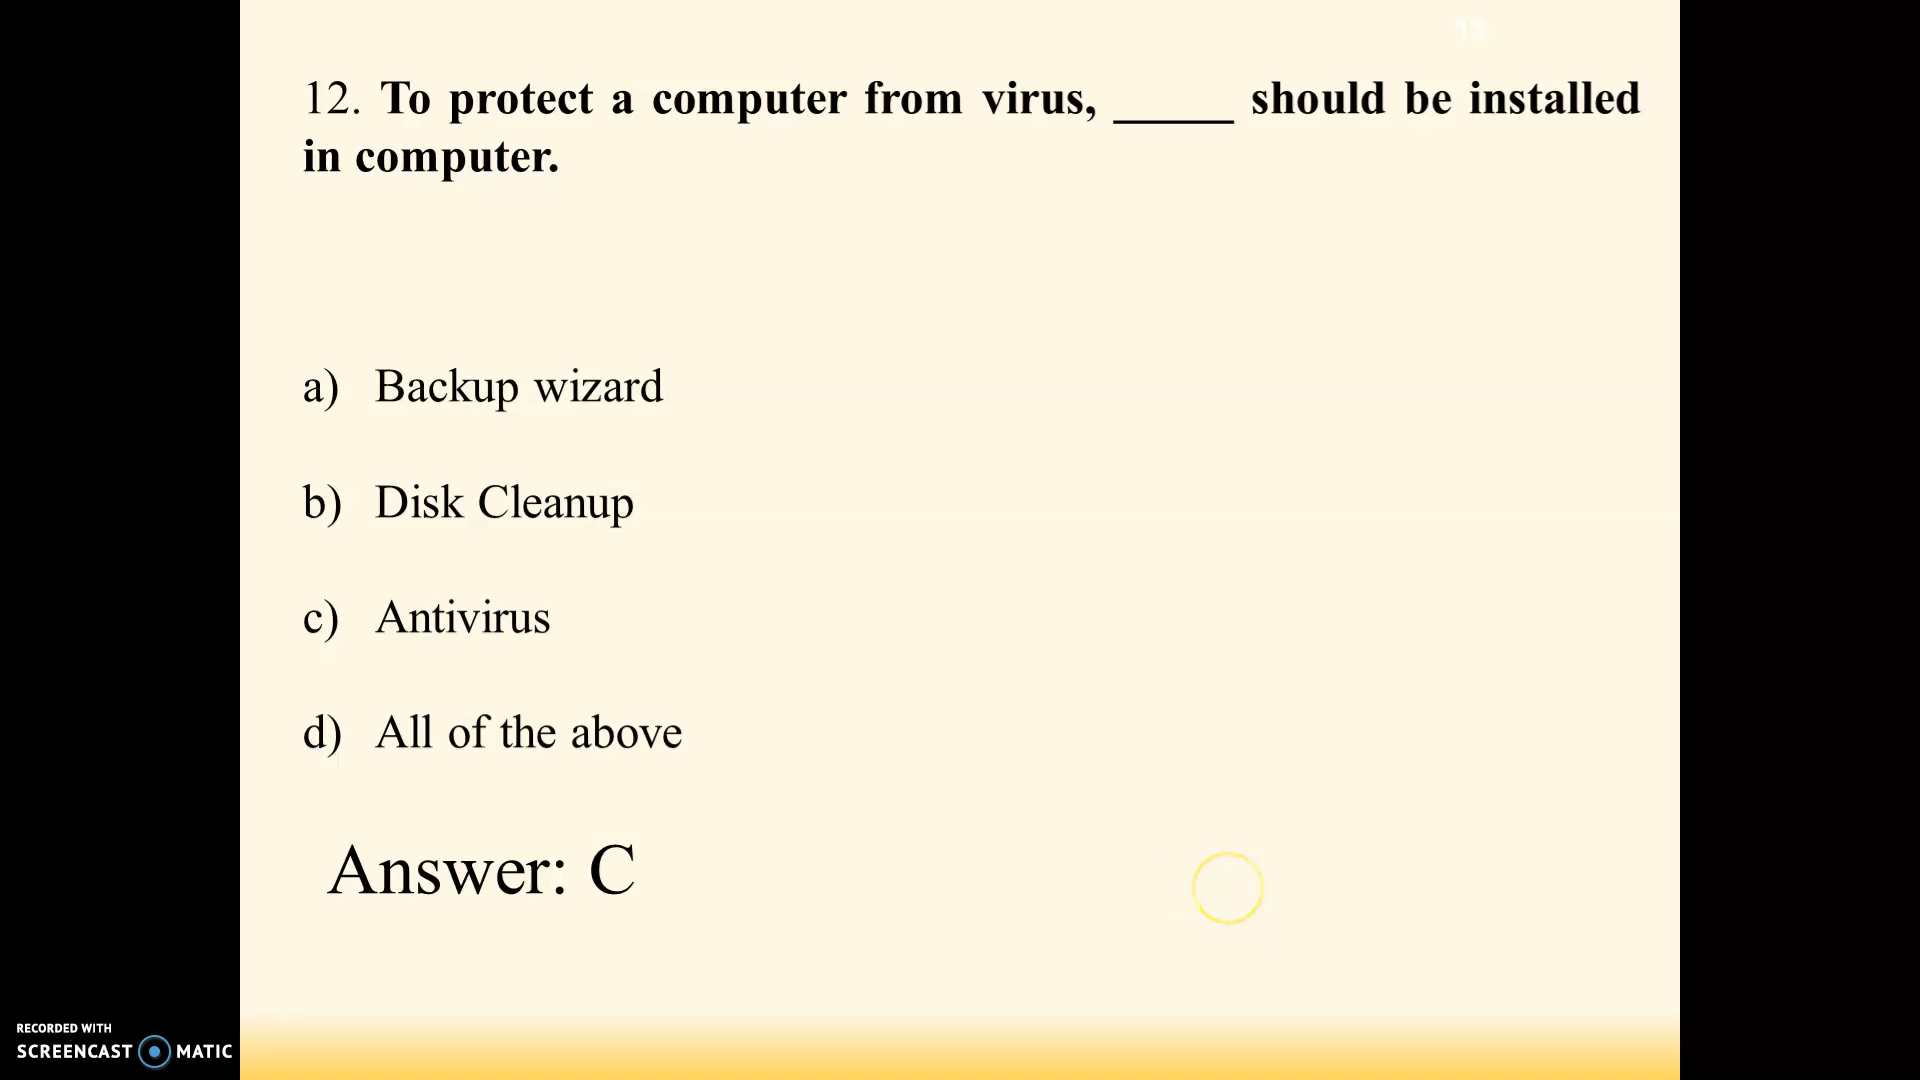 13
12. To protect a computer from virus, _____ should be installed
in computer.
a) Backup wizard
b) Disk Cleanup
c) Antivirus
d) All of the above
Answer: C
RECORDED WITH
SCREENCAST MATIC